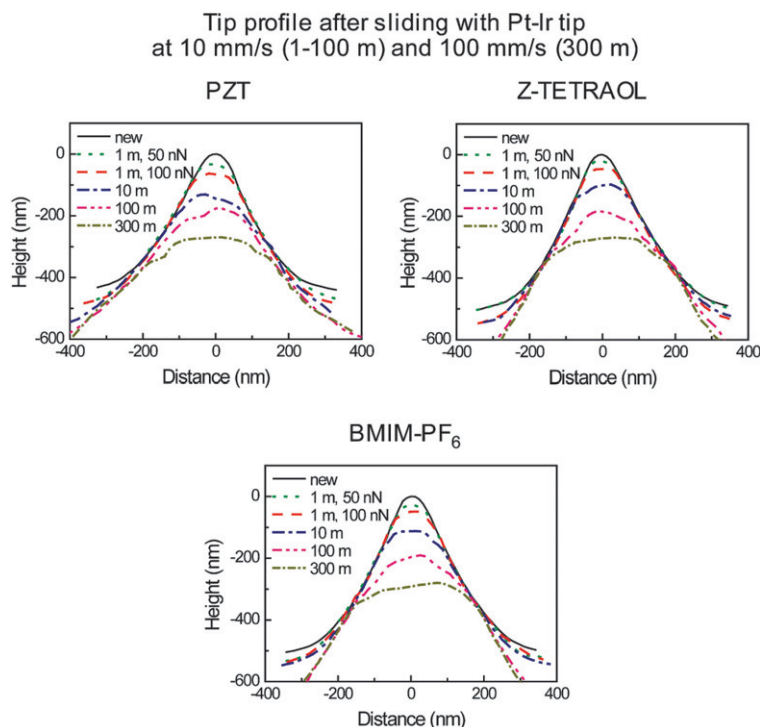 Tip profile after sliding with Pt-Ir tip
at 10 mm/s (1-100 m) and 100 mm/s (300 m)
PZT
Z-TETRAOL
new
1 m, 50 nN
1 m, 100 nN
10 m
100 m
300 m
0
-200
-400
-600
Height (nm)
-400 -200 0 200 400
Distance (nm)
new
1 m, 50 nN
1 m, 100 nN
10 m
100 m
300 m
0
-200
-400
-600
Height (nm)
-400 -200 0 200 400
Distance (nm)
BMIM-PF6
new
1 m, 50 nN
1 m, 100 nN
10 m
100 m
300 m
0
-200
-400
-600
Height (nm)
-400 -200 0 200 400
Distance (nm)